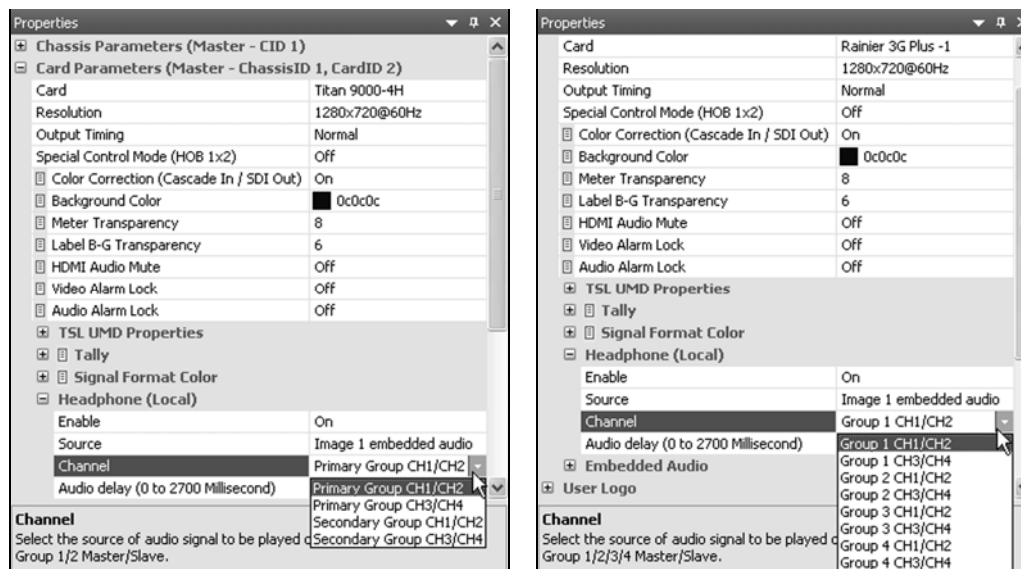 Properties
Chassis Parameters (Master - CID 1)
Card Parameters (Master - ChassisID 1, CardID 2)
Card Titan 9000-4H
Resolution 1280x720@60Hz
Output Timing Normal
Special Control Mode (HOB 1x2) Off
Color Correction (Cascade In / SDI Out) On
Background Color 0c0c0c
Meter Transparency 8
Label B-G Transparency 6
HDMI Audio Mute Off
Video Alarm Lock Off
Audio Alarm Lock Off
TSL UMD Properties
Tally
Signal Format Color
Headphone (Local)
Enable On
Source Image 1 embedded audio
Channel Primary Group CH1/CH2
Audio delay (0 to 2700 Millisecond)
Primary Group CH1/CH2
Primary Group CH3/CH4
Secondary Group CH1/CH2
Secondary Group CH3/CH4
Channel
Select the source of audio signal to be played
Group 1/2 Master/Slave.
Properties
Card Rainier 3G Plus -1
Resolution 1280x720@60Hz
Output Timing Normal
Special Control Mode (HOB 1x2) Off
Color Correction (Cascade In / SDI Out) On
Background Color 0c0c0c
Meter Transparency 8
Label B-G Transparency 6
HDMI Audio Mute Off
Video Alarm Lock Off
Audio Alarm Lock Off
TSL UMD Properties
Tally
Signal Format Color
Headphone (Local)
Enable On
Source Image 1 embedded audio
Channel Group 1 CH1/CH2
Audio delay (0 to 2700 Millisecond)
Embedded Audio
User Logo
Group 1 CH1/CH2
Group 1 CH3/CH4
Group 2 CH1/CH2
Group 2 CH3/CH4
Group 3 CH1/CH2
Group 3 CH3/CH4
Group 4 CH1/CH2
Group 4 CH3/CH4
Channel
Select the source of audio signal to be played
Group 1/2/3/4 Master/Slave.